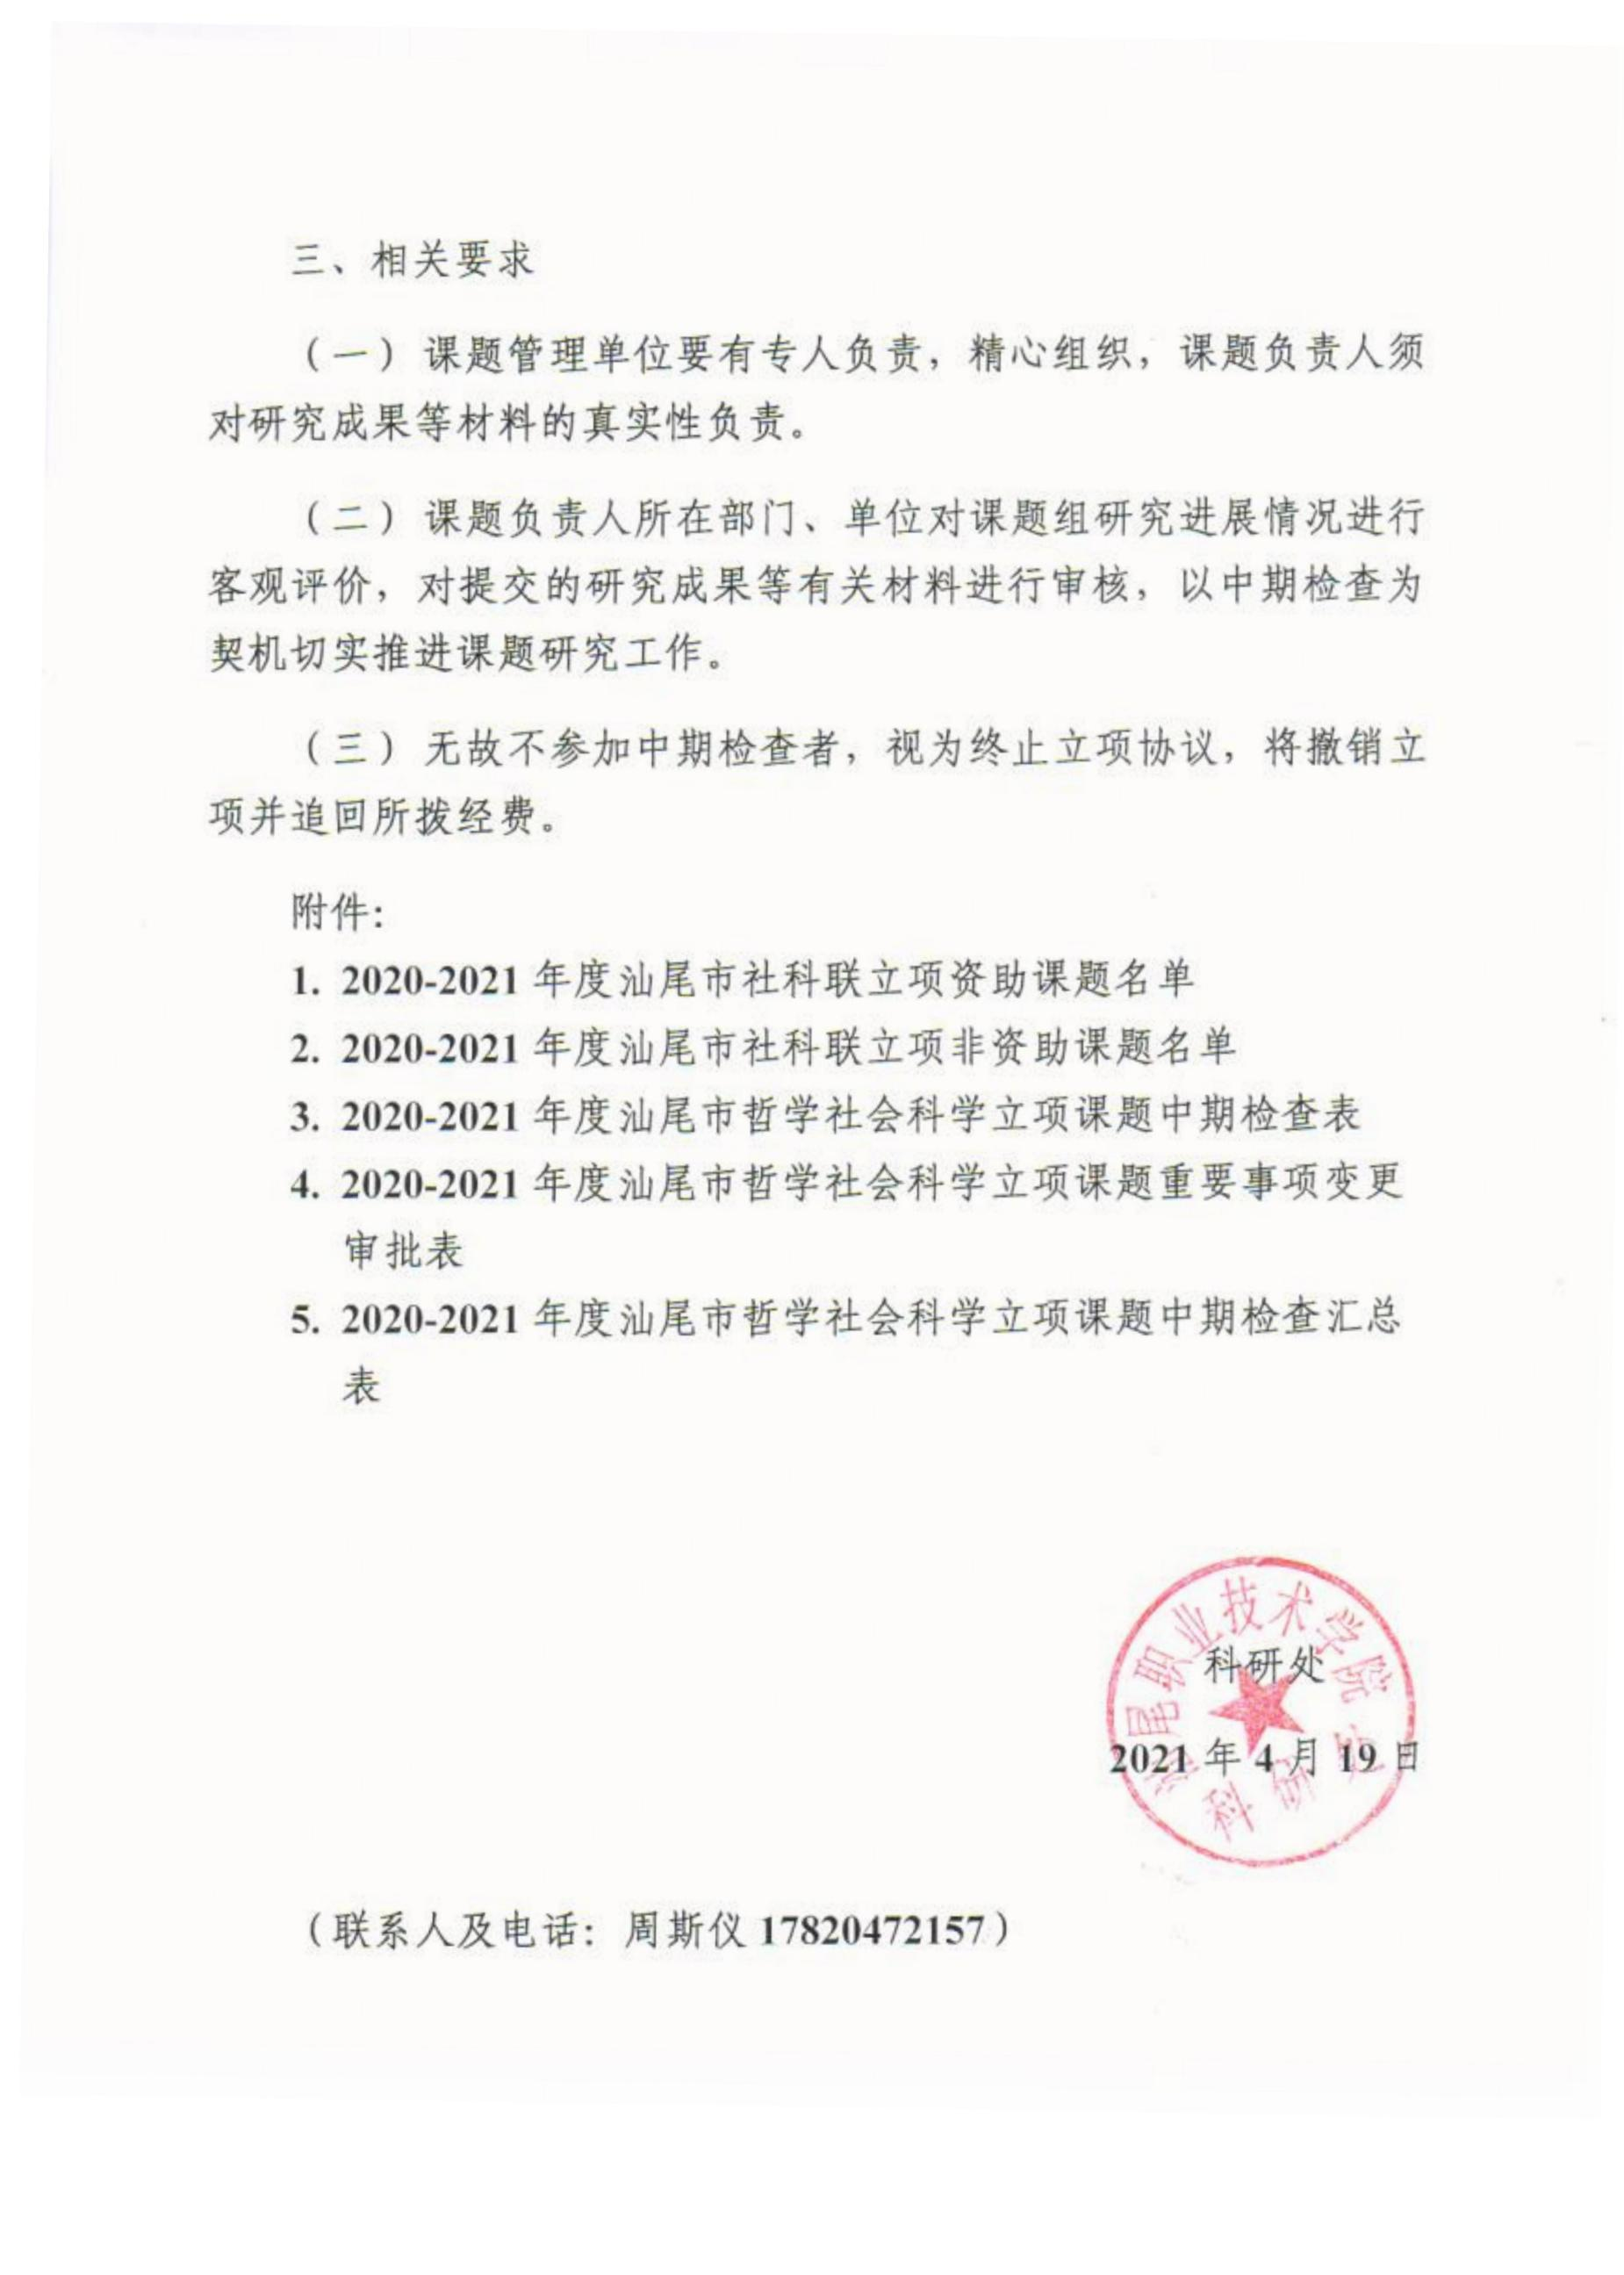 三、相关要求
（一）课题管理单位要有专人负责，精心组织，课题负责人须
对研究成果等材料的真实性负责。
（二）课题负责人所在部门、单位对课题组研究进展情况进行
客观评价，对提交的研究成果等有关材料进行审核，以中期检查为
契机切实推进课题研究工作。
（三）无故不参加中期检查者，视为终止立项协议，将撤销立
项并追回所拨经费。
附件：
1. 2020-2021 年度汕尾市社科联立项资助课题名单
2. 2020-2021 年度汕尾市社科联立项非资助课题名单
3. 2020-2021 年度汕尾市哲学社会科学立项课题中期检查表
4. 2020-2021 年度汕尾市哲学社会科学立项课题重要事项变更
审批表
5. 2020-2021 年度汕尾市哲学社会科学立项课题中期检查汇总
表
汕尾职业技术学院
科研处
2021 年 4 月 19 日
科研处
（联系人及电话：周斯仪 17820472157）